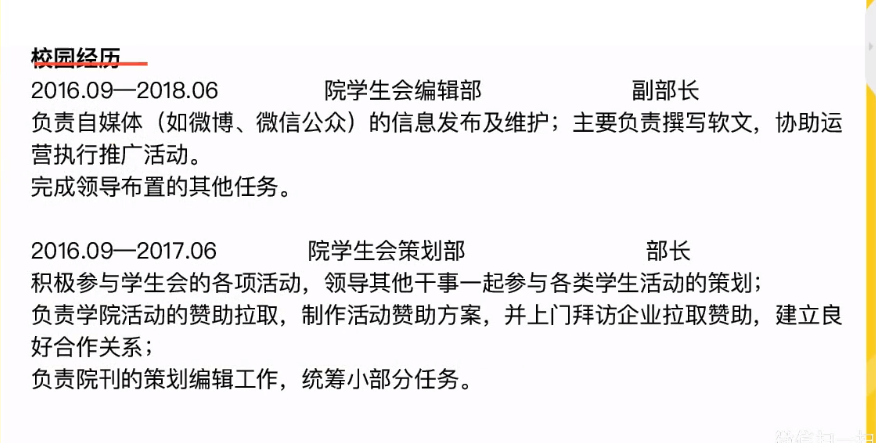 校园经历
2016.09—2018.06 院学生会编辑部 副部长
负责自媒体（如微博、微信公众）的信息发布及维护；主要负责撰写软文，协助运
营执行推广活动。
完成领导布置的其他任务。
2016.09—2017.06 院学生会策划部 部长
积极参与学生会的各项活动，领导其他干事一起参与各类学生活动的策划；
负责学院活动的赞助拉取，制作活动赞助方案，并上门拜访企业拉取赞助，建立良
好合作关系；
负责院刊的策划编辑工作，统筹小部分任务。